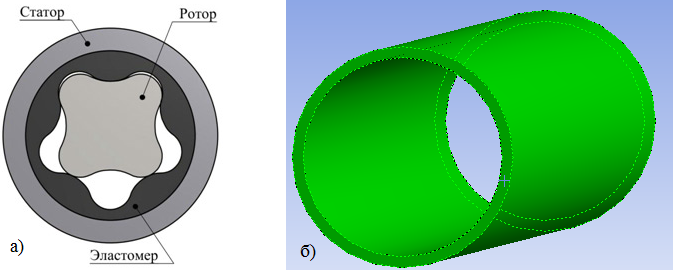 Статор
Ротор
Эластомер
а)
б)